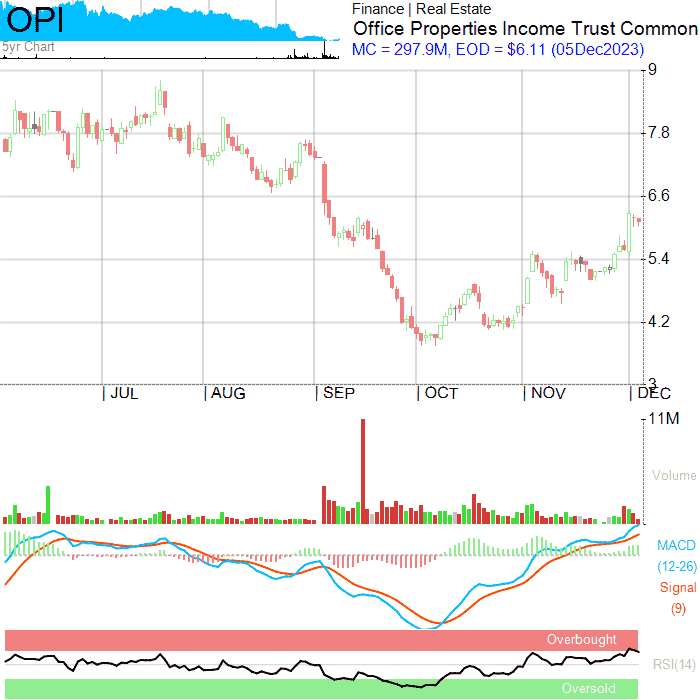 OPI
5yr Chart
Finance | Real Estate
Office Properties Income Trust Common
MC = 297.9M, EOD = $6.11 (05Dec2023)
9
7.8
6.6
5.4
4.2
3
| JUL | AUG | SEP | OCT | NOV | DEC
11M
Volume
MACD
(12-26)
Signal
(9)
Overbought
RSI(14)
Oversold